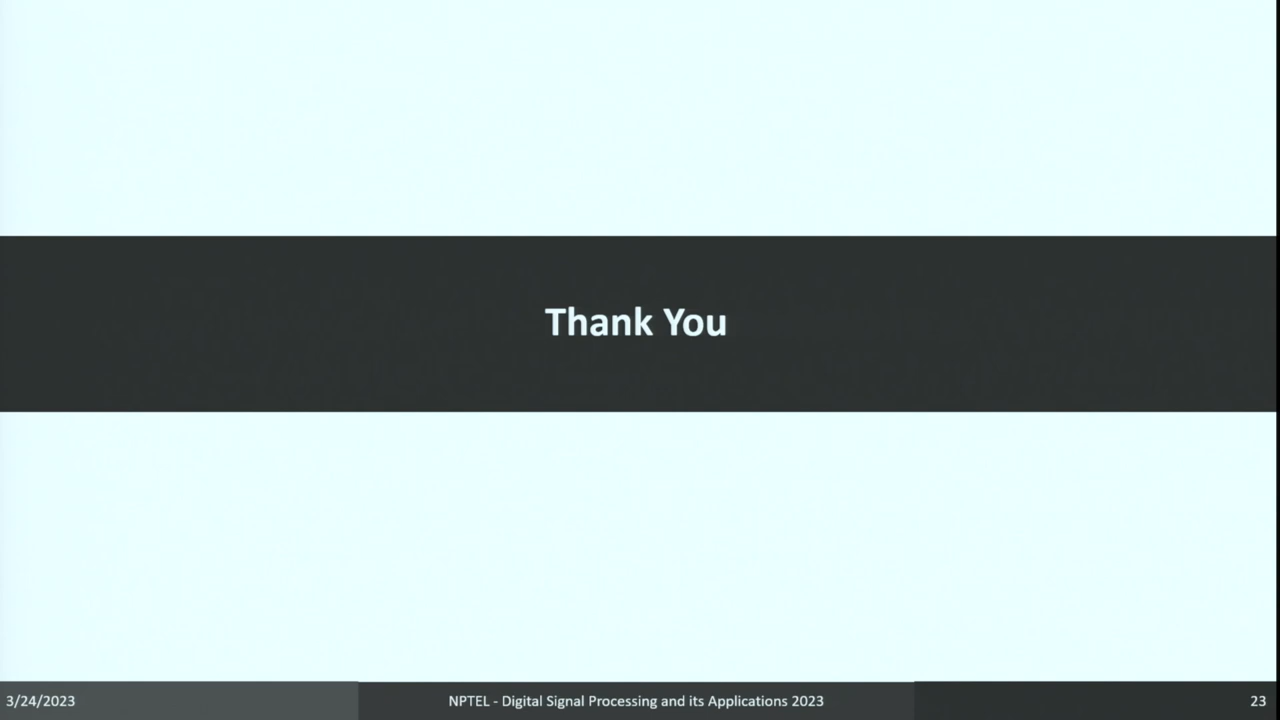 Thank You
3/24/2023
NPTEL - Digital Signal Processing and its Applications 2023
23